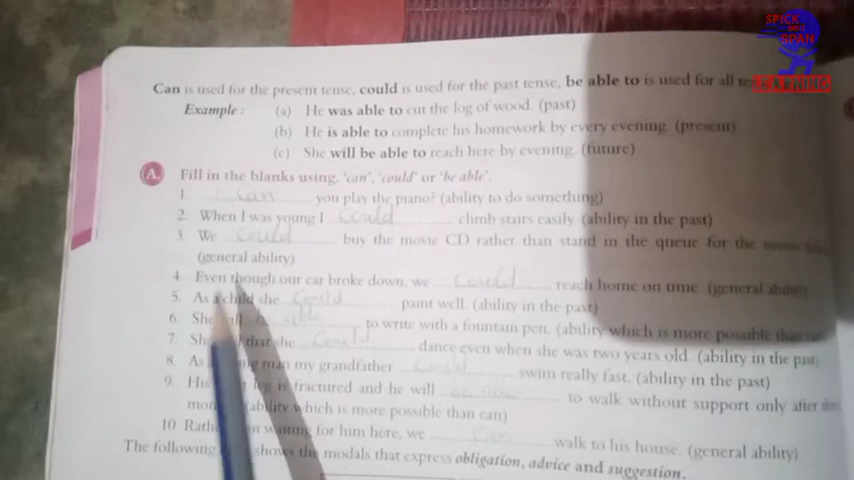 SPICK
and
SPAN
LEARNING
Can is used for the present tense, could is used for the past tense, be able to is used for all
Example : (a) He was able to cut the log of wood. (past)
(b) He is able to complete his homework by every evening. (present)
(c) She will be able to reach here by evening. (future)
A. Fill in the blanks using, 'can', 'could' or 'be able'.
1. Can you play the piano? (ability to do something)
2. When I was young I Could climb stairs easily (ability in the past)
3 We Could buy the movie CD rather than stand in the queue for the
(general ability)
4. Even though our car broke down, we Could reach home on time. (general ability)
5. As a child she Could paint well. (ability in the past)
6. able to write with a fountain pen. (ability which is more possible than
7. that she Could dance even when she was two years old. (ability in the past
8. As man my grandfather Could swim really fast. (ability in the past)
9. His leg is fractured and he will be able to walk without support only after
which is more possible than can)
10. waiting for him here, we Can walk to his house. (general ability)
The following shows the modals that express obligation, advice and suggestion.